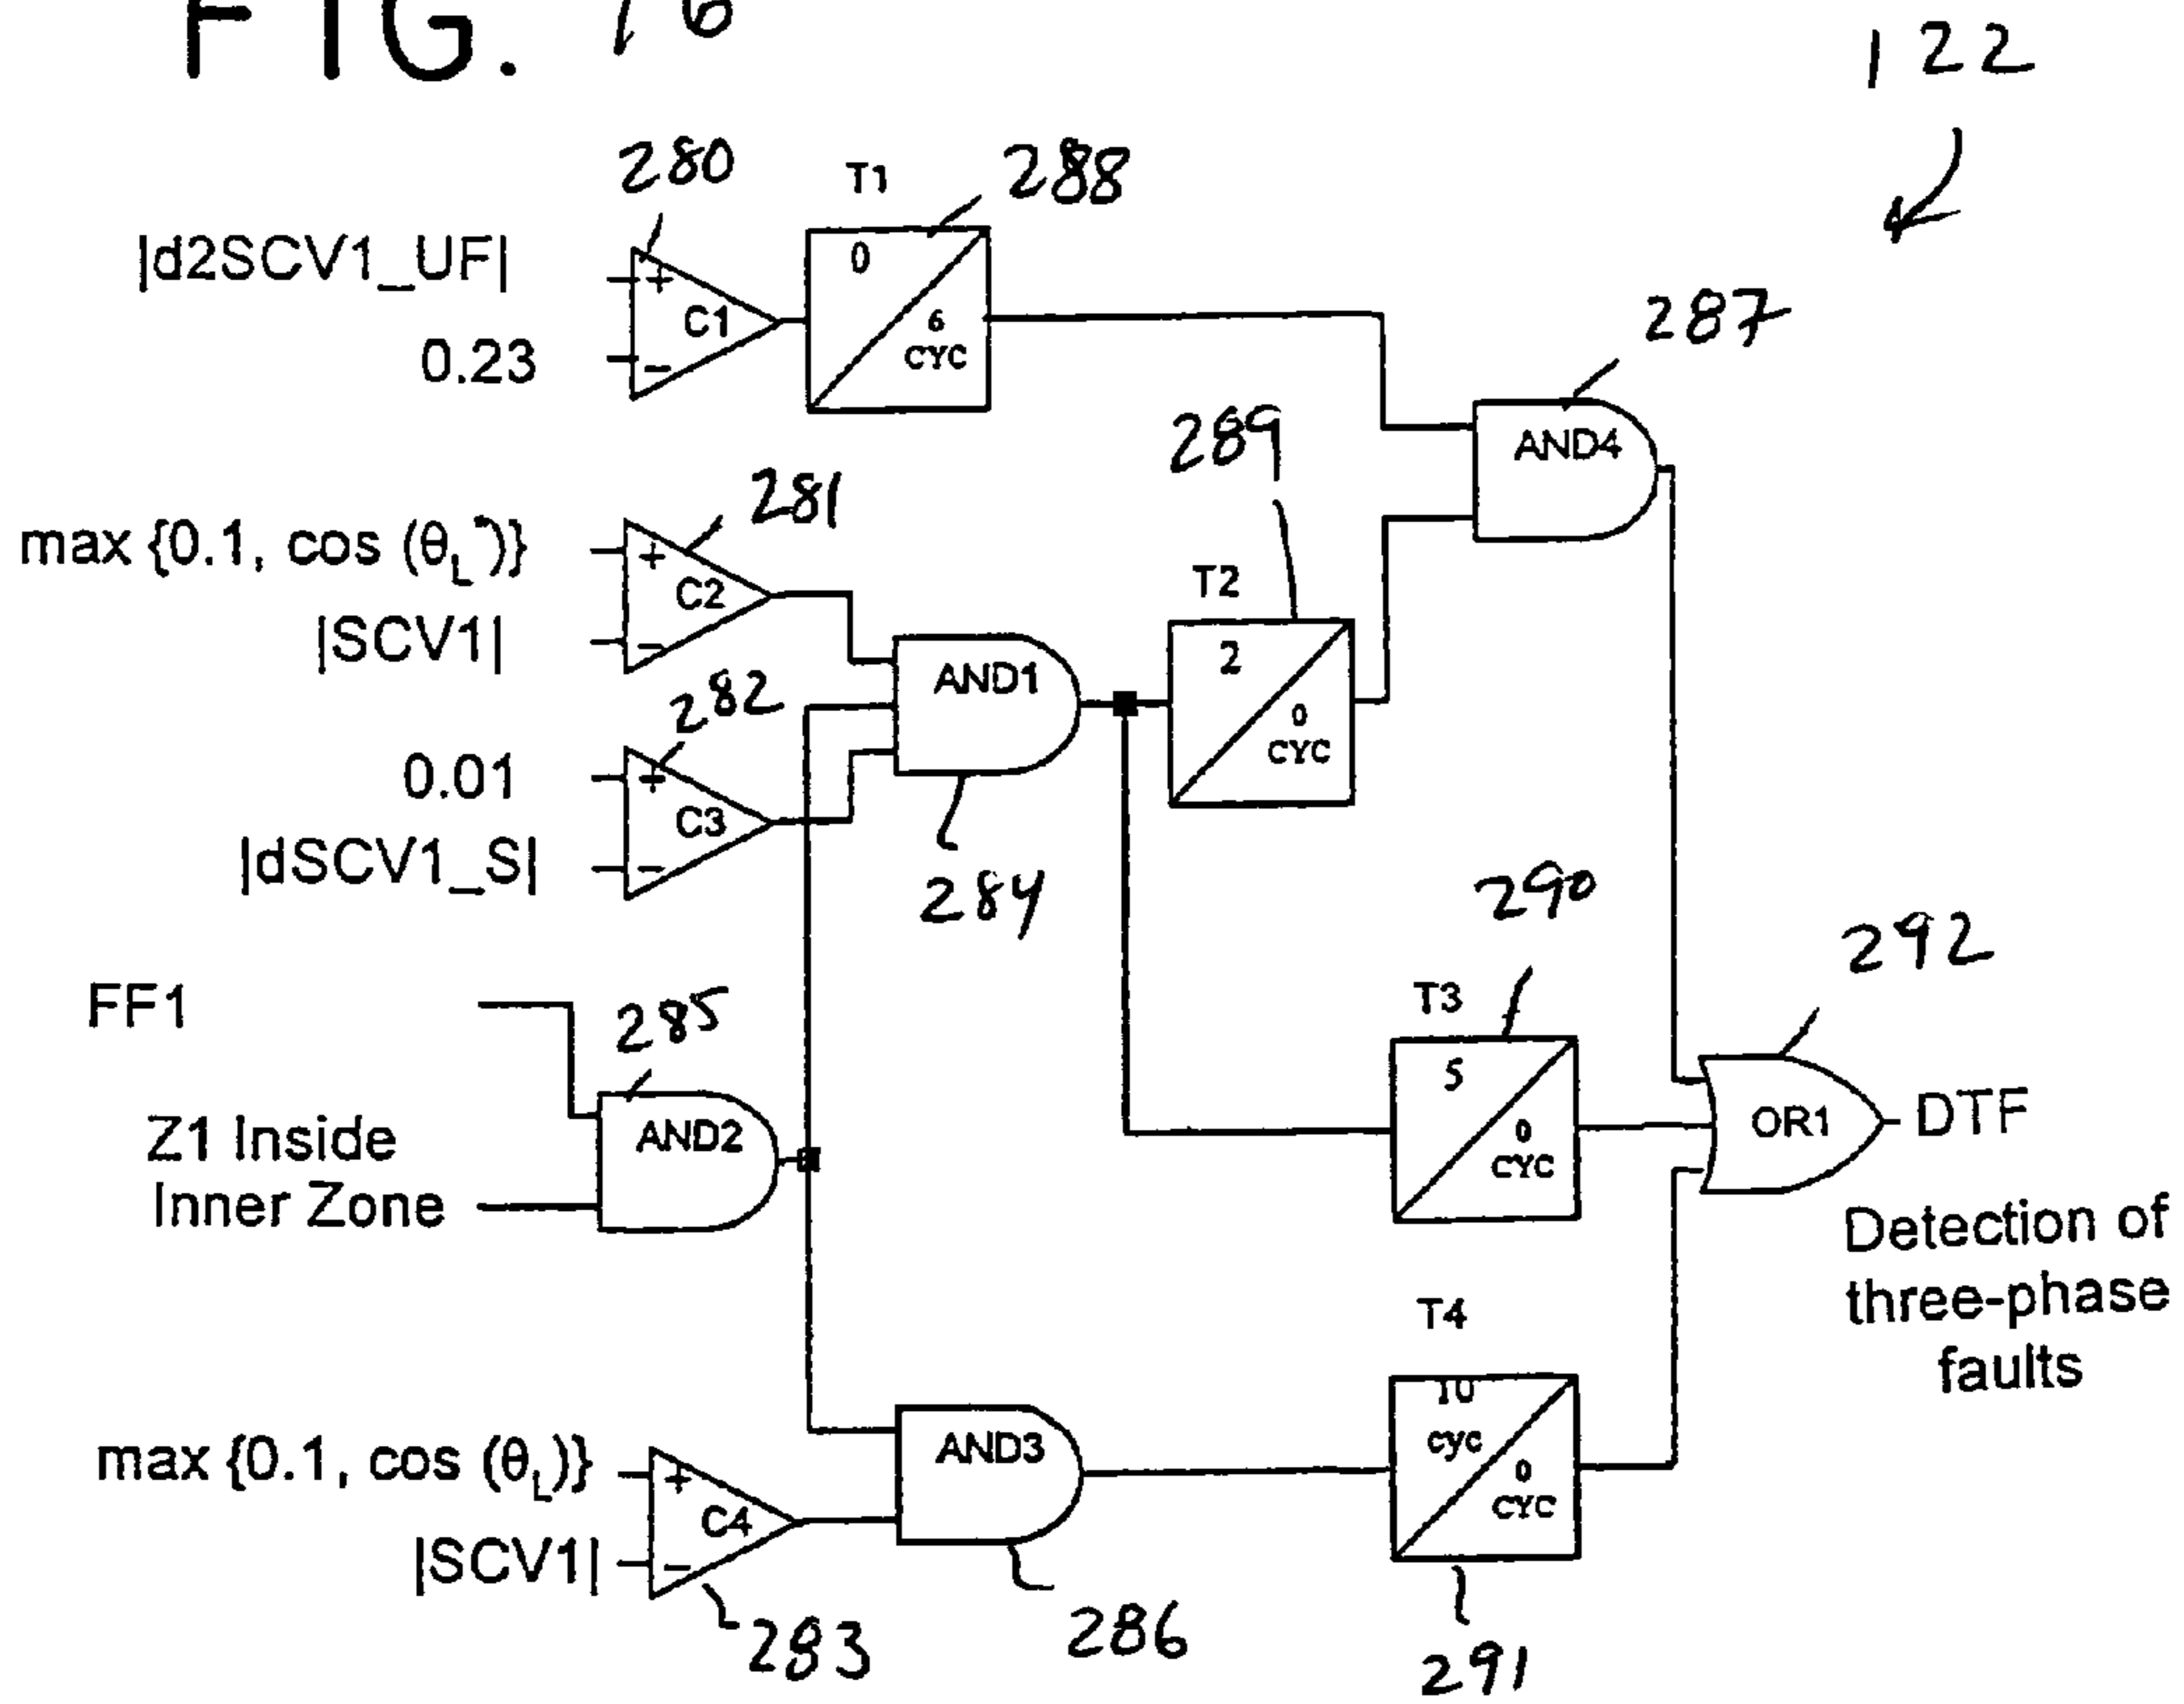 FIG. 16
122
280
T1
288
|d2SCV1_UF|
0
+
C1
6
CYC
0.23
-
287
AND4
289
281
max {0.1, cos (θL)}
+
C2
T2
|SCV1|
-
AND1
2
282
0
CYC
0.01
+
C3
|dSCV1_S|
-
284
290
292
FF1
285
T3
5
AND2
OR1
DTF
Z1 Inside
Inner Zone
0
CYC
Detection of
three-phase
faults
T4
10
cyc
AND3
max {0.1, cos (θL)}
+
C4
0
CYC
|SCV1|
-
283
286
291